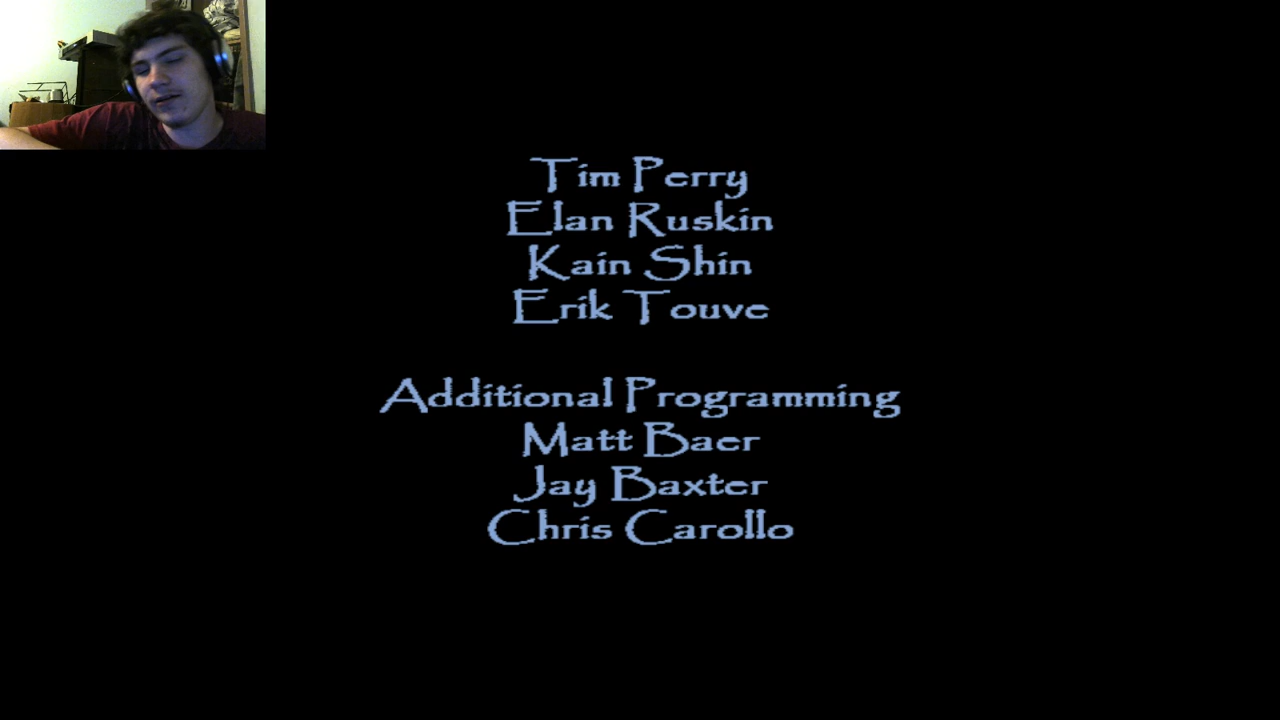 Tim Perry
Elan Ruskin
Kain Shin
Erik Touve
Additional Programming
Matt Baer
Jay Baxter
Chris Carollo